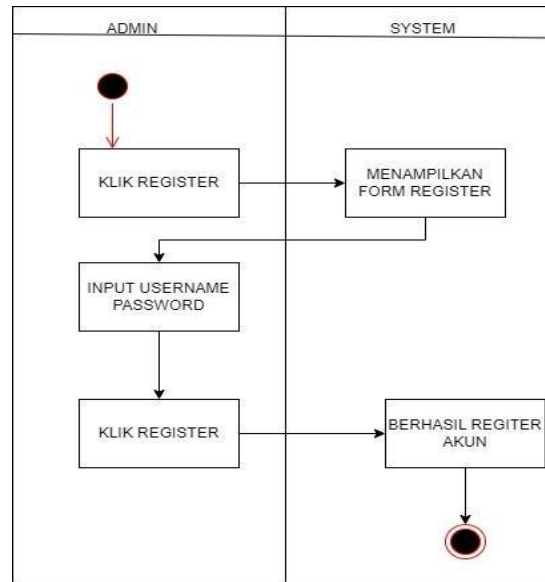 ADMIN
SYSTEM
KLIK REGISTER
MENAMPILKAN
FORM REGISTER
INPUT USERNAME
PASSWORD
KLIK REGISTER
BERHASIL REGITER
AKUN